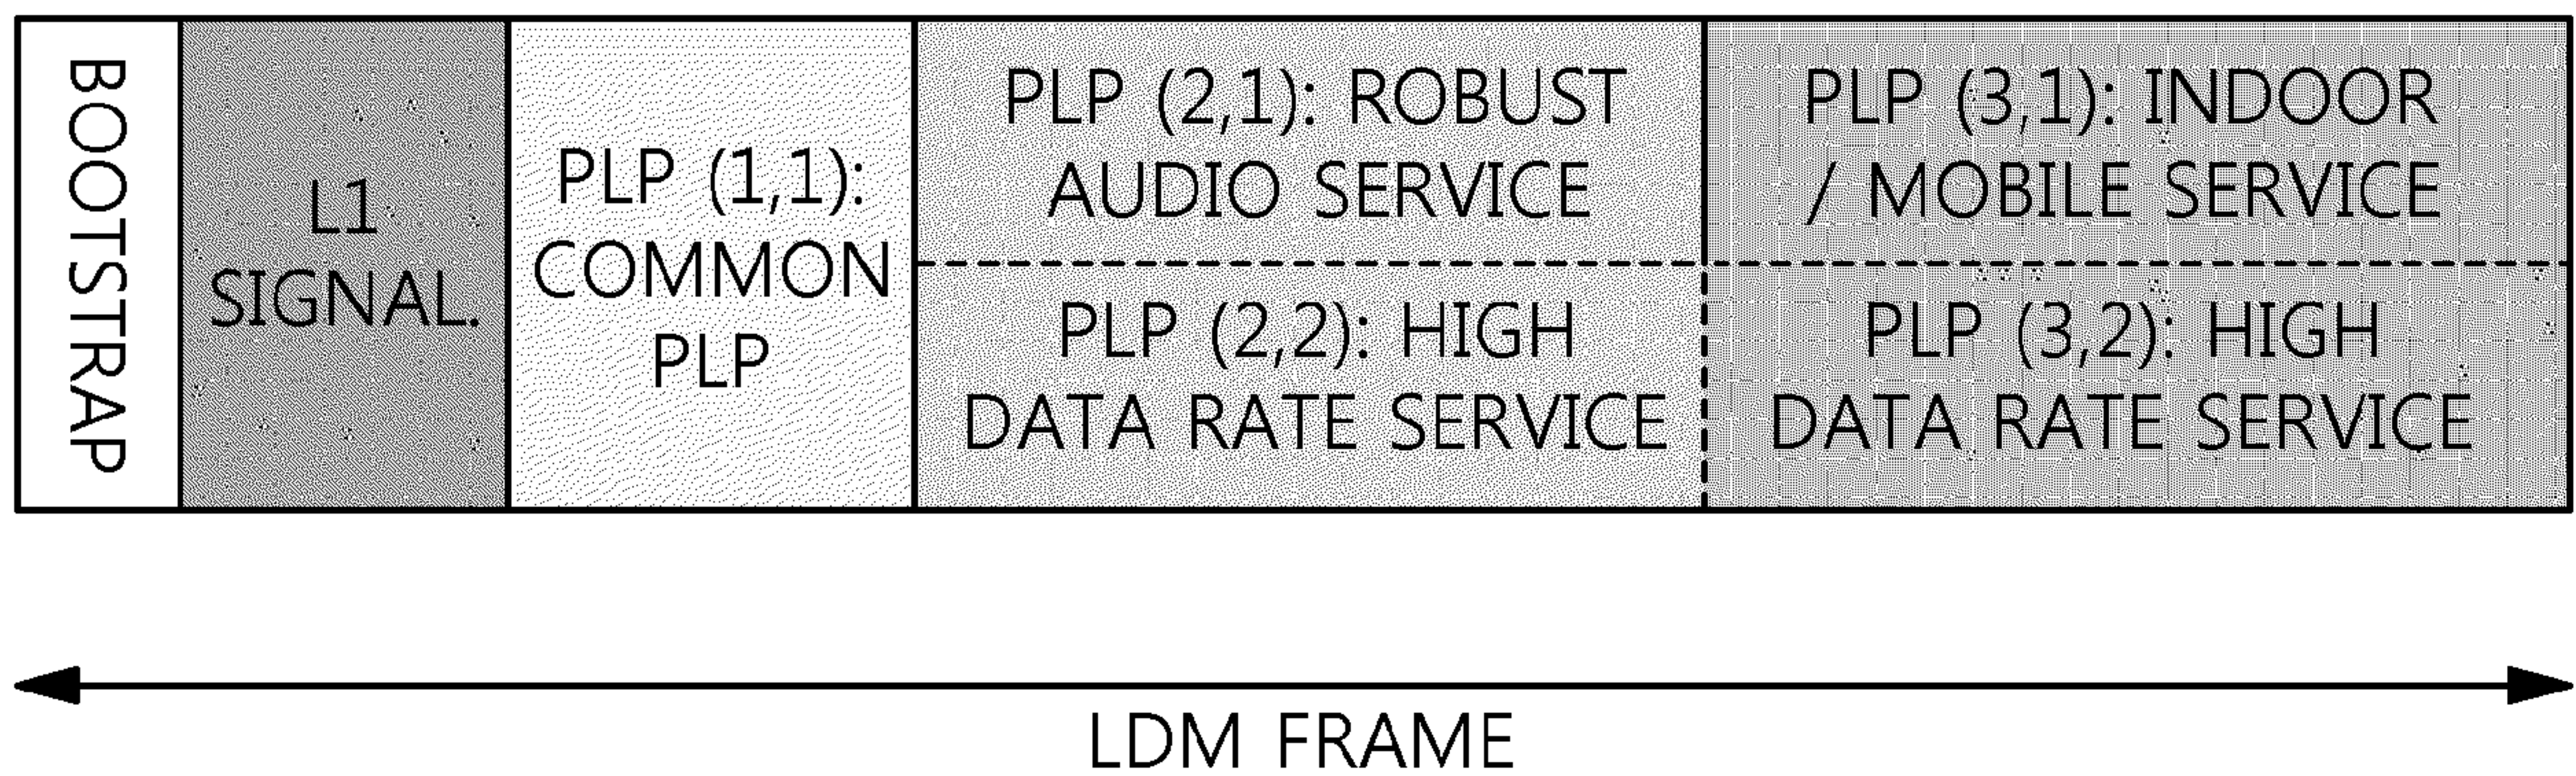 BOOTSTRAP
L1
SIGNAL.
PLP (1,1):
COMMON
PLP
PLP (2,1): ROBUST
AUDIO SERVICE
PLP (2,2): HIGH
DATA RATE SERVICE
PLP (3,1): INDOOR
/ MOBILE SERVICE
PLP (3,2): HIGH
DATA RATE SERVICE
LDM FRAME